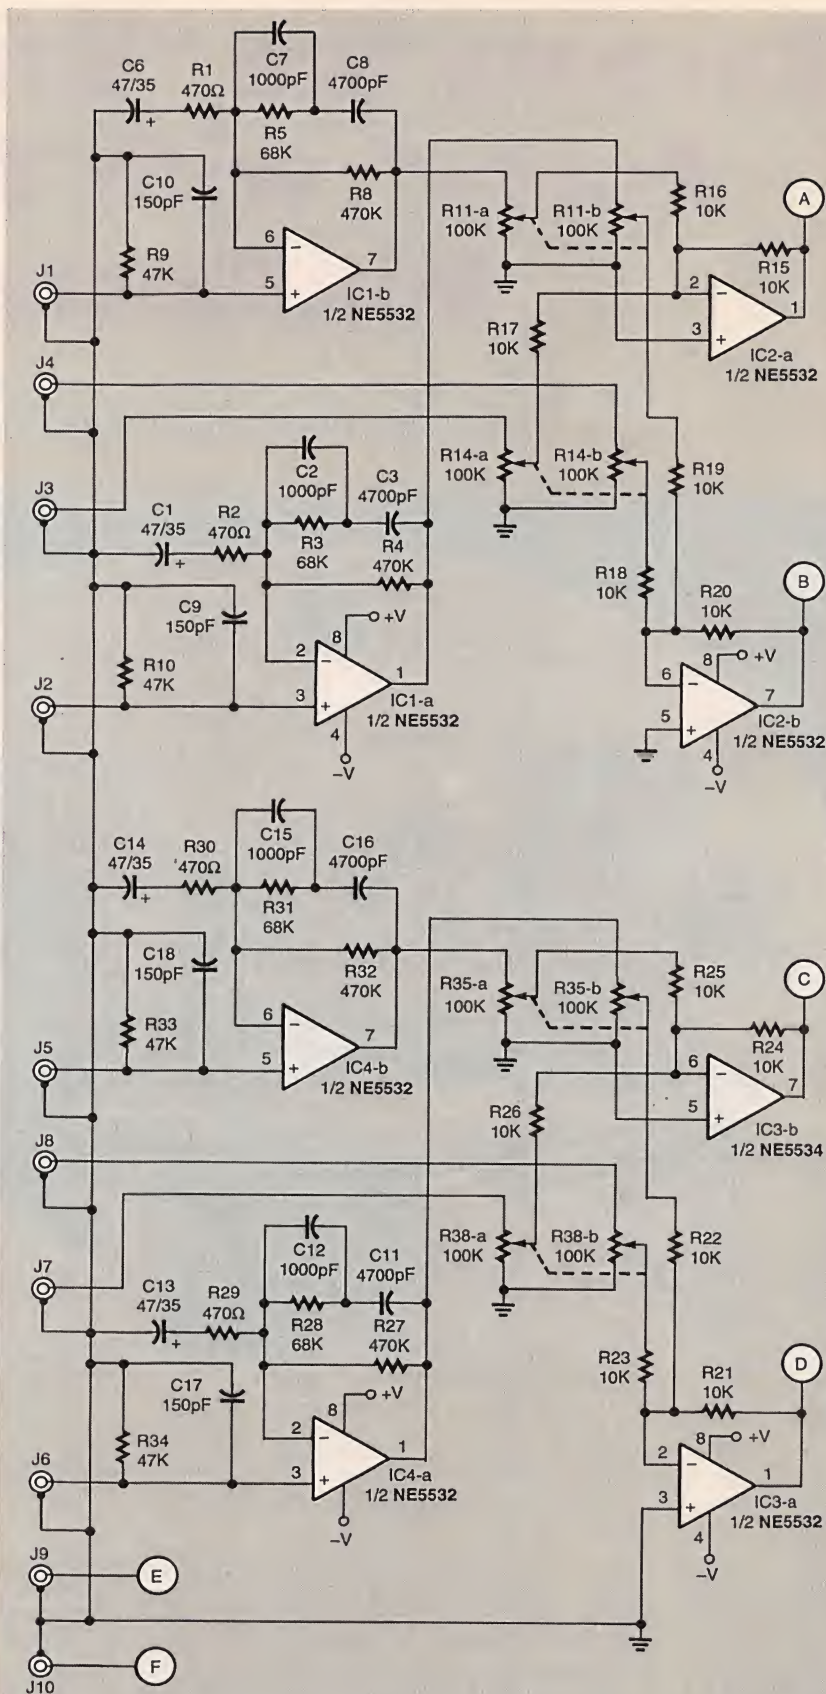 C7
1000pF
C8
4700pF
C6
47/35
R1
470Ω
R5
68K
C10
150pF
R8
470K
R9
47K
J1
6
–
5
+
7
IC1-b
1/2 NE5532
R11-a
100K
R11-b
100K
R16
10K
A
R15
10K
2
–
3
+
1
IC2-a
1/2 NE5532
R17
10K
J4
J3
C2
1000pF
C3
4700pF
C1
47/35
R2
470Ω
R3
68K
R4
470K
R14-a
100K
R14-b
100K
R19
10K
R18
10K
R20
10K
B
C9
150pF
R10
47K
J2
8
+V
2
–
3
+
1
IC1-a
1/2 NE5532
4
–V
8
+V
6
–
5
+
7
IC2-b
1/2 NE5532
4
–V
C15
1000pF
C16
4700pF
C14
47/35
R30
470Ω
R31
68K
C18
150pF
R32
470K
R33
47K
J5
6
–
5
+
7
IC4-b
1/2 NE5532
R35-a
100K
R35-b
100K
R25
10K
C
R24
10K
6
–
5
+
7
IC3-b
1/2 NE5534
R26
10K
J8
J7
C12
1000pF
C11
4700pF
C13
47/35
R29
470Ω
R28
68K
R27
470K
R38-a
100K
R38-b
100K
R22
10K
R23
10K
R21
10K
D
C17
150pF
R34
47K
J6
8
+V
2
–
3
+
1
IC4-a
1/2 NE5532
4
–V
8
+V
2
–
3
+
1
IC3-a
1/2 NE5532
4
–V
J9
E
J10
F